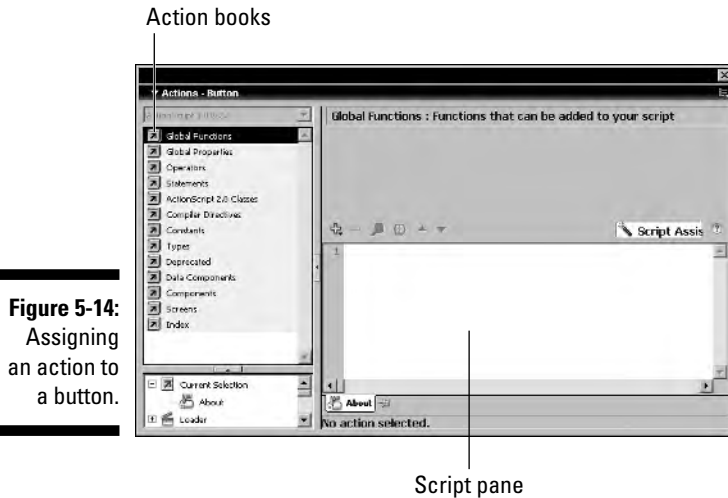 Action books
Actions - Button
Global Functions : Functions that can be added to your script
Global Functions
Global Properties
Operators
Statements
ActionScript 2.0 Classes
Compiler Directives
Constants
Types
Deprecated
Data Components
Components
Screens
Index
Script Assis
1
Current Selection
About
Loader
About
No action selected.
Figure 5-14:
Assigning
an action to
a button.
Script pane